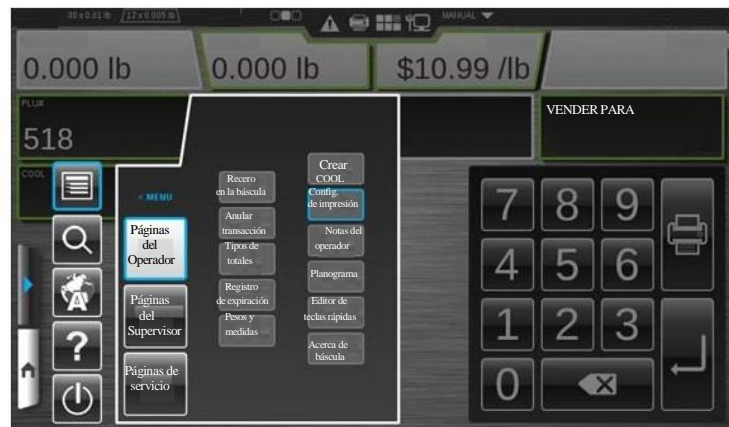 30 x 0.01 lb
12 x 0.005 lb
MANUAL
0.000 lb
0.000 lb
$10.99 /lb
PLU#
518
VENDER PARA
COOL
< MENU
Páginas
del
Operador
Páginas
del
Supervisor
Páginas de
servicio
Recero
en la báscula
Anular
transacción
Tipos de
totales
Registro
de expiración
Pesos y
medidas
Crear
COOL
Config.
de impresión
Notas del
operador
Planograma
Editor de
teclas rápidas
Acerca de
báscula
A
?
7 8 9
4 5 6
1 2 3
0